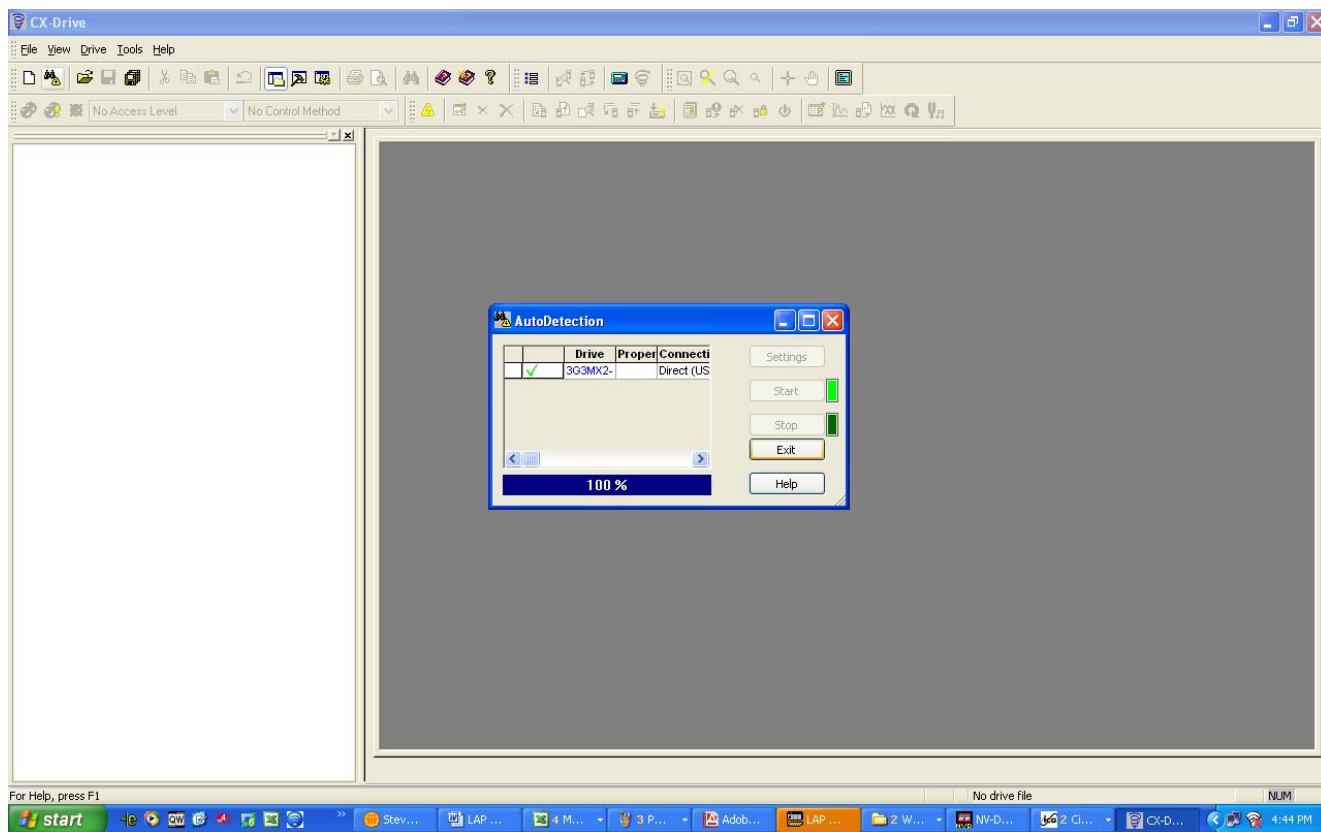 CX-Drive
File View Drive Tools Help
No Access Level No Control Method
AutoDetection
Drive Proper Connecti
3G3MX2- Direct (US
Settings
Start
Stop
Exit
100 %
Help
For Help, press F1 No drive file NUM
start QW Stev... LAP ... 4 M... 3 P... Adob... LAP ... 2 W... NV-D... 2 Ci... CX-D... 4:44 PM